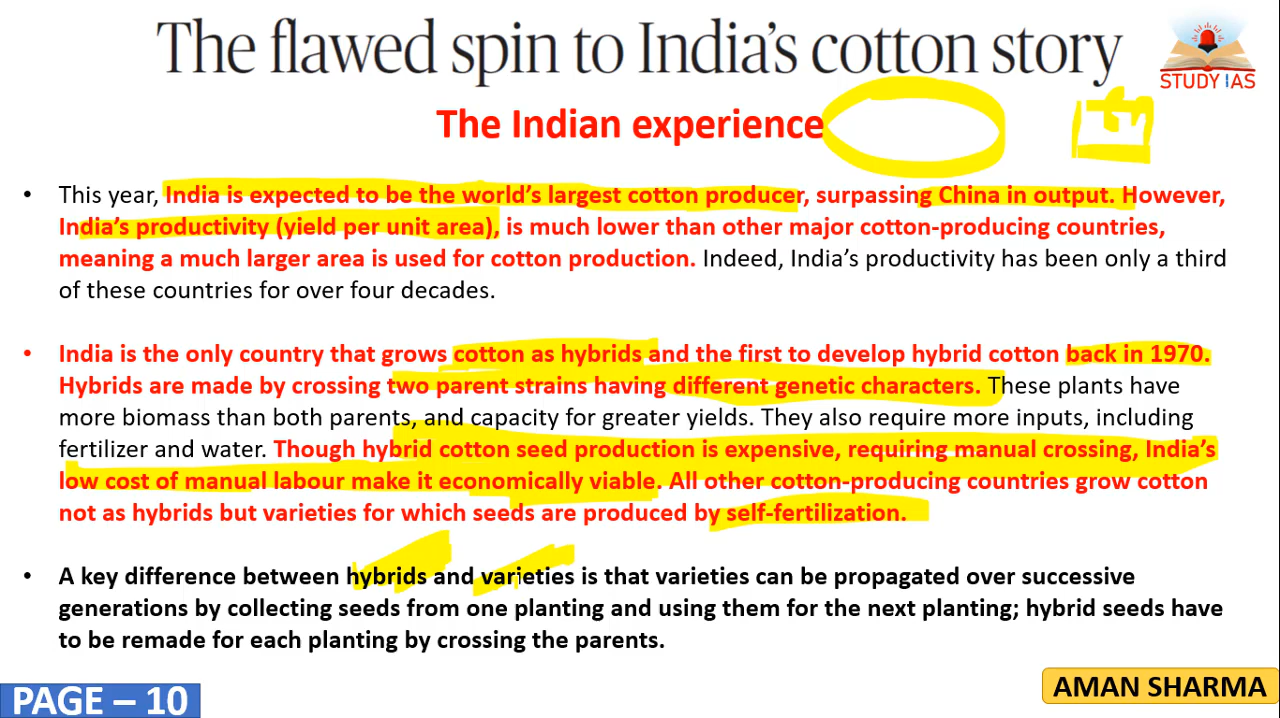 The flawed spin to India's cotton story
STUDY IAS
The Indian experience
• This year, India is expected to be the world's largest cotton producer, surpassing China in output. However,
India's productivity (yield per unit area), is much lower than other major cotton-producing countries,
meaning a much larger area is used for cotton production. Indeed, India's productivity has been only a third
of these countries for over four decades.
• India is the only country that grows cotton as hybrids and the first to develop hybrid cotton back in 1970.
Hybrids are made by crossing two parent strains having different genetic characters. These plants have
more biomass than both parents, and capacity for greater yields. They also require more inputs, including
fertilizer and water. Though hybrid cotton seed production is expensive, requiring manual crossing, India's
low cost of manual labour make it economically viable. All other cotton-producing countries grow cotton
not as hybrids but varieties for which seeds are produced by self-fertilization.
• A key difference between hybrids and varieties is that varieties can be propagated over successive
generations by collecting seeds from one planting and using them for the next planting; hybrid seeds have
to be remade for each planting by crossing the parents.
PAGE – 10
AMAN SHARMA